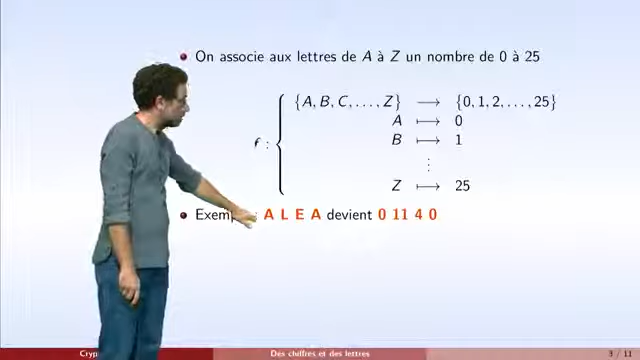 On associe aux lettres de A à Z un nombre de 0 à 25
f : { {A, B, C, . . . , Z} ⟶ {0, 1, 2, . . . , 25}
A ⟼ 0
B ⟼ 1
⋮
Z ⟼ 25
A L E A devient 0 11 4 0
Des chiffres et des lettres
3 / 11